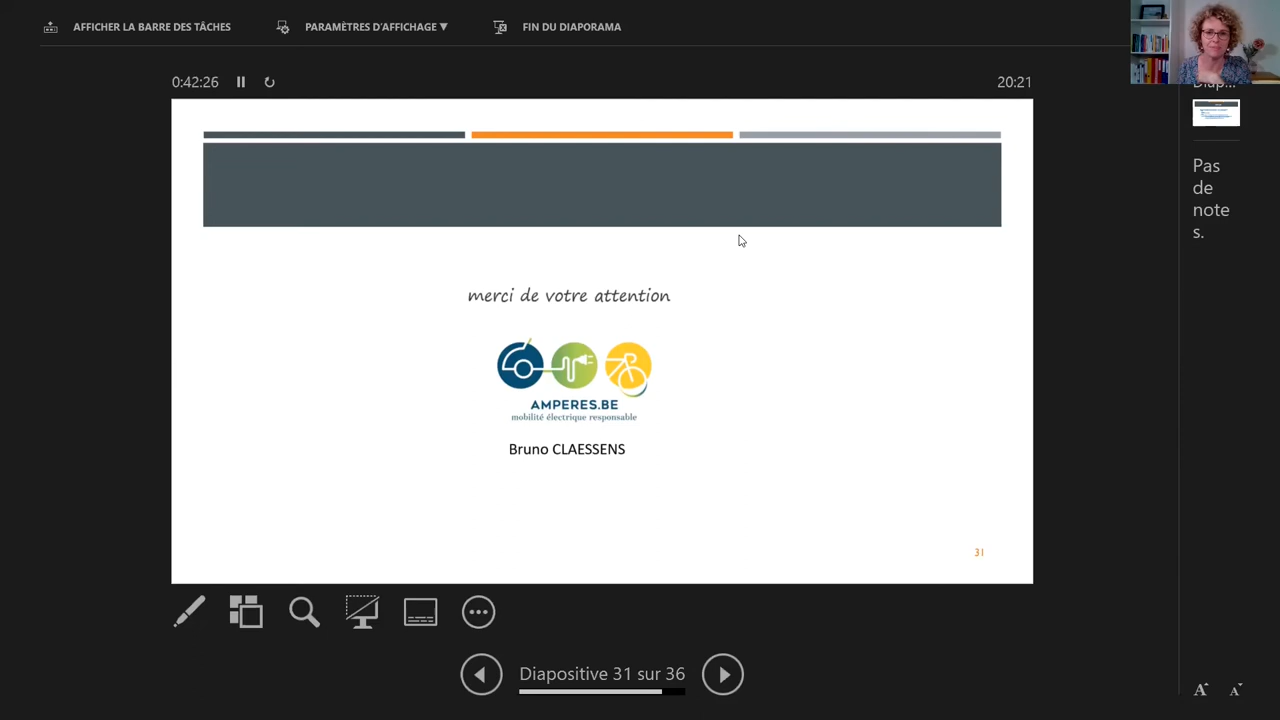 AFFICHER LA BARRE DES TÂCHES
PARAMÈTRES D'AFFICHAGE ▼
FIN DU DIAPORAMA
0:42:26
20:21
merci de votre attention
AMPERES.BE
mobilité électrique responsable
Bruno CLAESSENS
31
Diapositive 31 sur 36
Diap...
Pas
de
note
s.
A
A